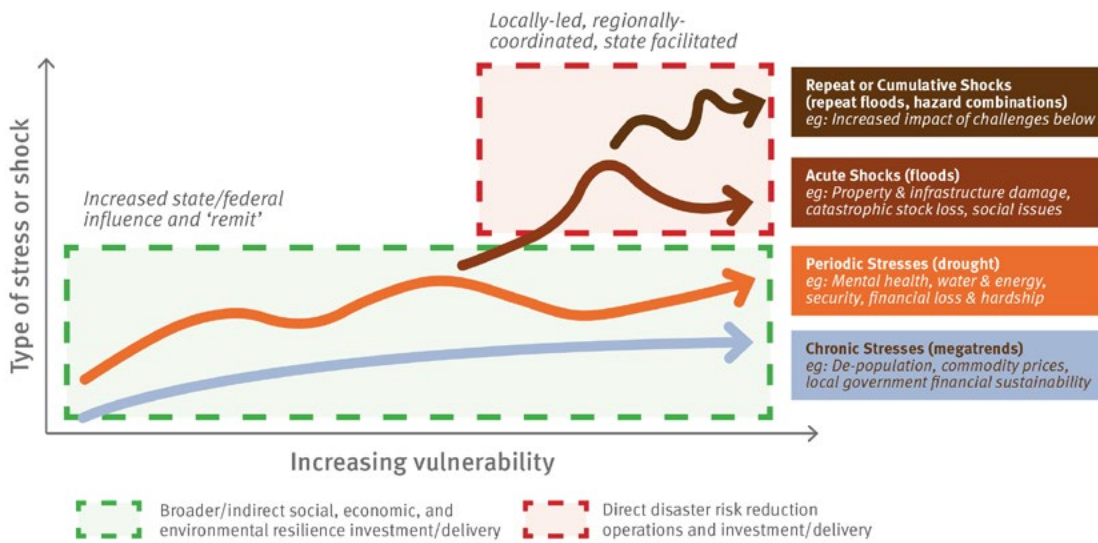 Locally-led, regionally-
coordinated, state facilitated
Type of stress or shock
Increased state/federal
influence and ‘remit’
Repeat or Cumulative Shocks
(repeat floods, hazard combinations)
eg: Increased impact of challenges below
Acute Shocks (floods)
eg: Property & infrastructure damage,
catastrophic stock loss, social issues
Periodic Stresses (drought)
eg: Mental health, water & energy,
security, financial loss & hardship
Chronic Stresses (megatrends)
eg: De-population, commodity prices,
local government financial sustainability
Increasing vulnerability
Broader/indirect social, economic, and
environmental resilience investment/delivery
Direct disaster risk reduction
operations and investment/delivery